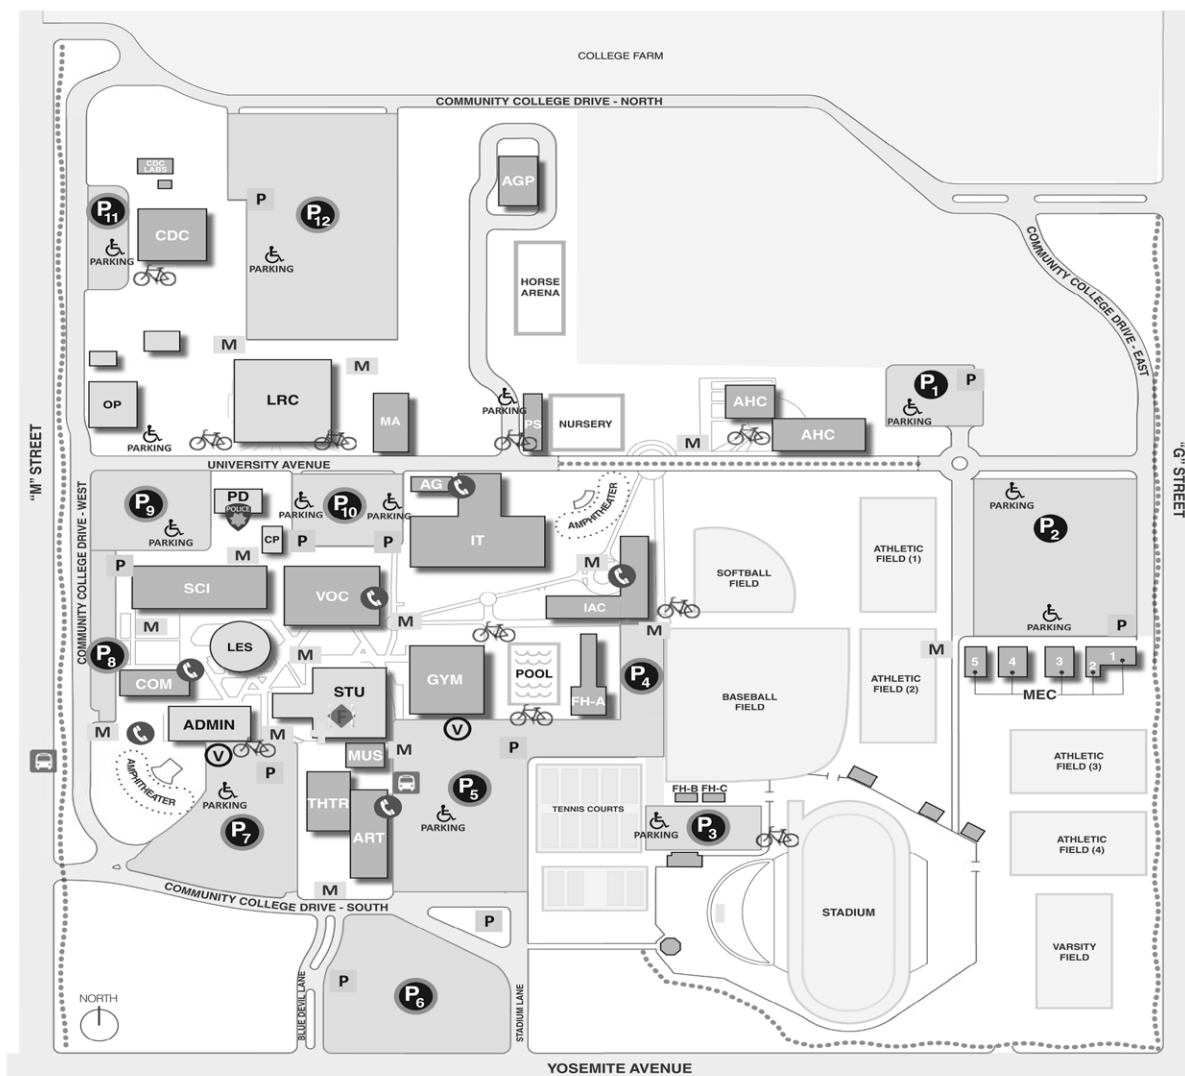 COLLEGE FARM
COMMUNITY COLLEGE DRIVE - NORTH
CDC
LABS
AGP
P11
P
P12
CDC
PARKING
PARKING
COMMUNITY COLLEGE DRIVE - EAST
HORSE
ARENA
M
M
P1
P
OP
LRC
MA
PARKING
PS
NURSERY
AHC
AHC
PARKING
PARKING
M
"M" STREET
"G" STREET
UNIVERSITY AVENUE
COMMUNITY COLLEGE DRIVE - WEST
P9
PARKING
PD
POLICE
CP
PARKING
P10
PARKING
P
P
AG
IT
AMPHITHEATER
PARKING
P2
PARKING
P
M
P
SCI
VOC
M
IAC
SOFTBALL
FIELD
ATHLETIC
FIELD (1)
M
M
M
M
P8
LES
M
COM
STU
F
GYM
POOL
FH-A
P4
BASEBALL
FIELD
ATHLETIC
FIELD (2)
5
4
3
2
1
MEC
M
ADMIN
V
M
V
MUS
M
P
AMPHITHEATER
P
PARKING
P7
THTR
ART
P5
PARKING
TENNIS COURTS
FH-B
FH-C
PARKING
P3
ATHLETIC
FIELD (3)
ATHLETIC
FIELD (4)
M
COMMUNITY COLLEGE DRIVE - SOUTH
P
STADIUM
VARSITY
FIELD
P
P6
BLUE DEVIL LANE
STADIUM LANE
NORTH
YOSEMITE AVENUE